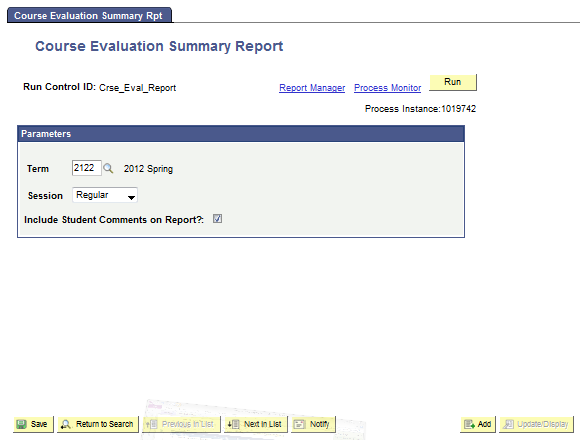 Course Evaluation Summary Rpt
Course Evaluation Summary Report
Run Control ID: Crse_Eval_Report Report Manager Process Monitor Run
Process Instance:1019742
Parameters
Term 2122 2012 Spring
Session Regular
Include Student Comments on Report?:
Save Return to Search Previous in List Next in List Notify Add Update/Display